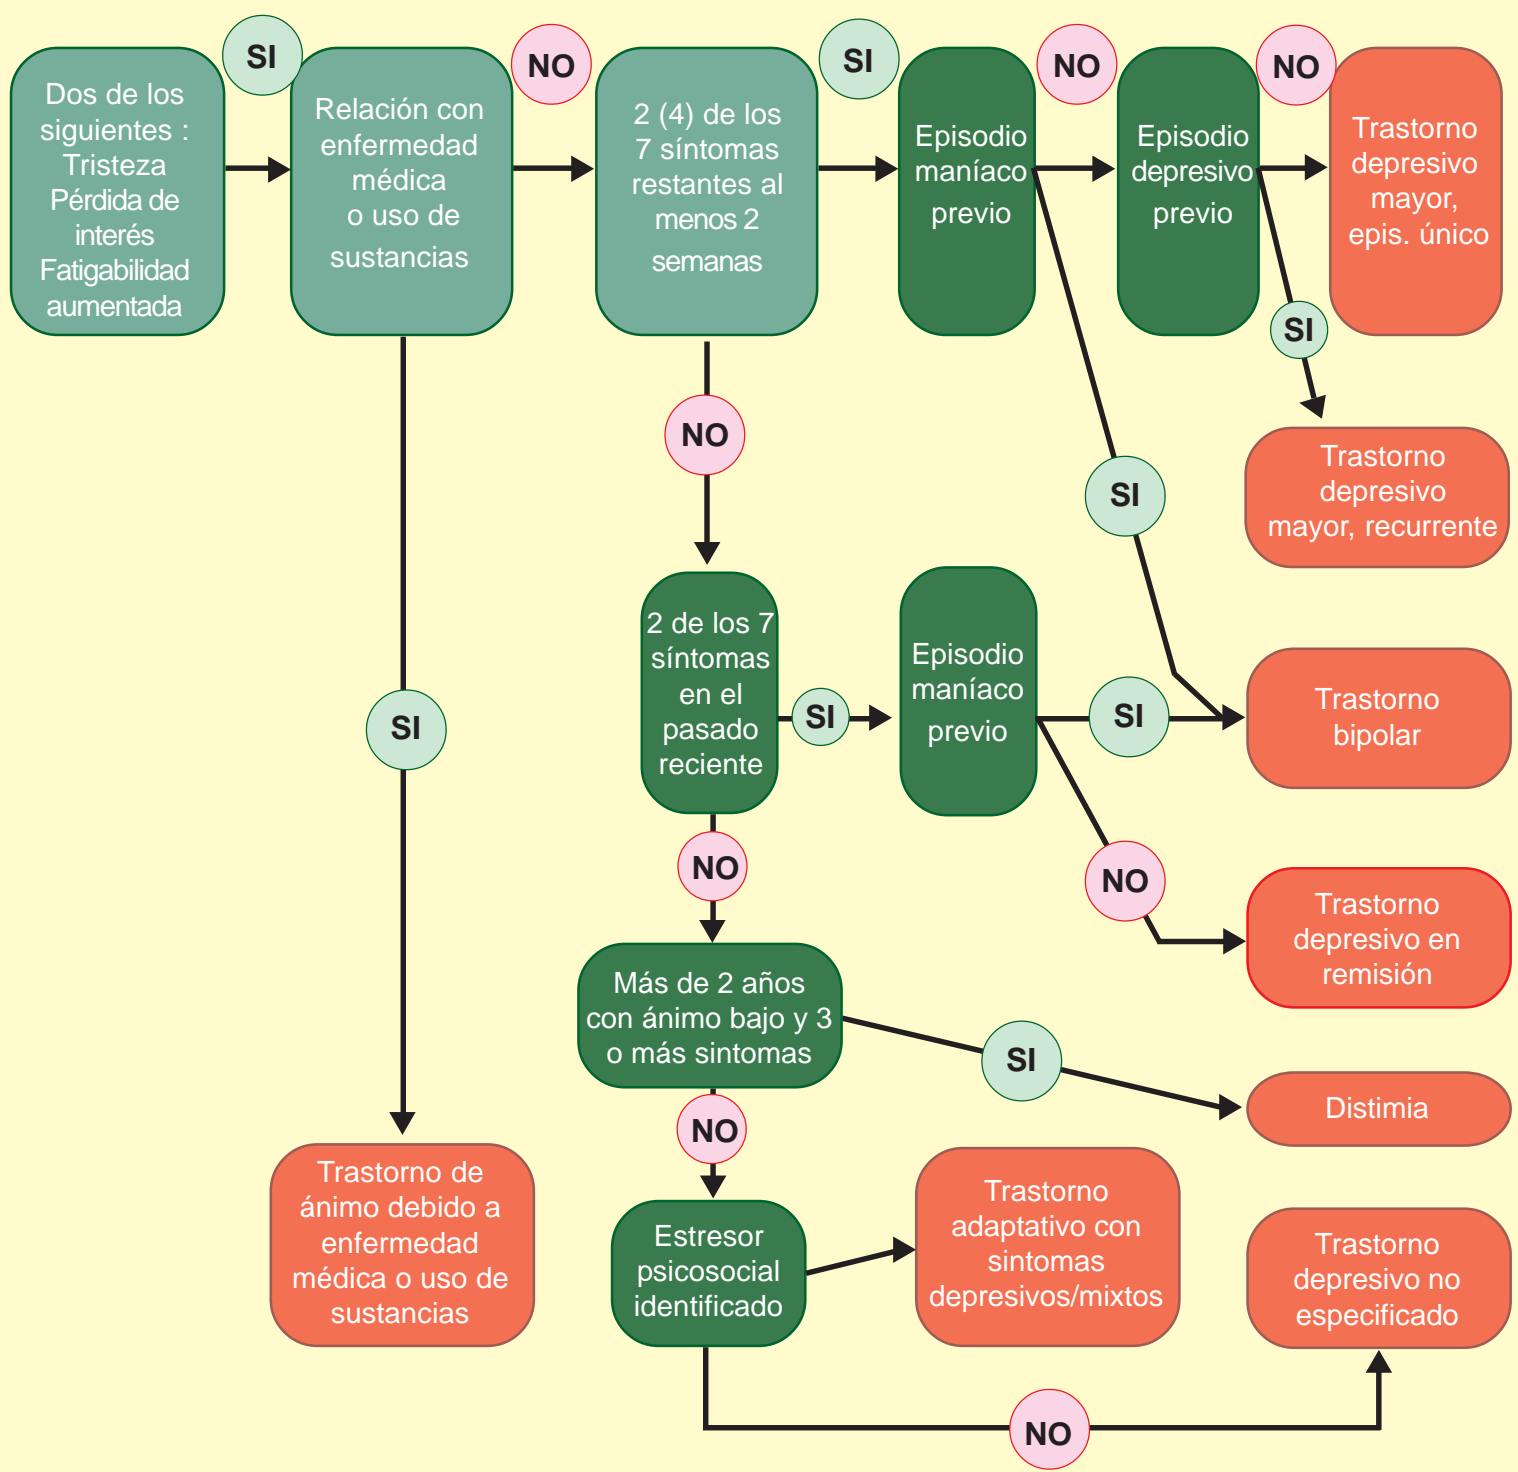 SI
NO
SI
NO
NO
Dos de los
siguientes :
Tristeza
Pérdida de
interés
Fatigabilidad
aumentada
Relación con
enfermedad
médica
o uso de
sustancias
2 (4) de los
7 síntomas
restantes al
menos 2
semanas
Episodio
maníaco
previo
Episodio
depresivo
previo
Trastorno
depresivo
mayor,
epis. único
SI
NO
SI
Trastorno
depresivo
mayor, recurrente
2 de los 7
síntomas
en el
pasado
reciente
SI
Episodio
maníaco
previo
SI
Trastorno
bipolar
SI
NO
NO
Trastorno
depresivo en
remisión
Más de 2 años
con ánimo bajo y 3
o más sintomas
SI
Distimia
NO
Trastorno de
ánimo debido a
enfermedad
médica o uso de
sustancias
Estresor
psicosocial
identificado
Trastorno
adaptativo con
sintomas
depresivos/mixtos
Trastorno
depresivo no
especificado
NO